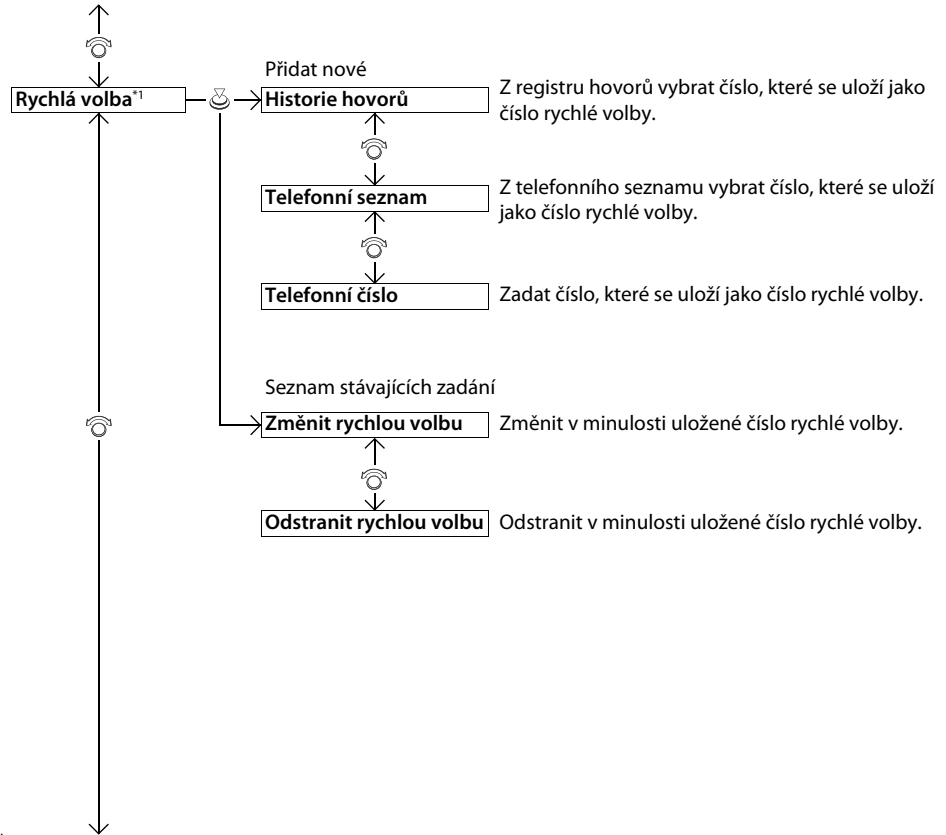 Přidat nové
Rychlá volba*1
Historie hovorů
Z registru hovorů vybrat číslo, které se uloží jako
číslo rychlé volby.
Telefonní seznam
Z telefonního seznamu vybrat číslo, které se uloží
jako číslo rychlé volby.
Telefonní číslo
Zadat číslo, které se uloží jako číslo rychlé volby.
Seznam stávajících zadání
Změnit rychlou volbu
Změnit v minulosti uložené číslo rychlé volby.
Odstranit rychlou volbu
Odstranit v minulosti uložené číslo rychlé volby.